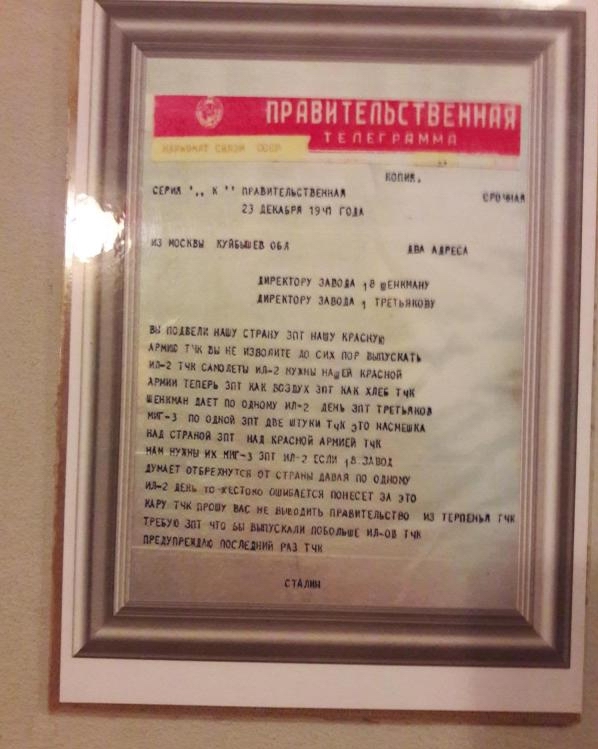 ПРАВИТЕЛЬСТВЕННАЯ
ТЕЛЕГРАММА
НАРКОМАТ СВЯЗИ СССР
КОПИЯ.
СЕРИЯ ",, К '' ПРАВИТЕЛЬСТВЕННАЯ СРОЧНАЯ
23 ДЕКАБРЯ 1941 ГОДА
ИЗ МОСКВЫ КУЙБЫШЕВ ОБЛ ДВА АДРЕСА
ДИРЕКТОРУ ЗАВОДА 18 ШЕНКМАНУ
ДИРЕКТОРУ ЗАВОДА 1 ТРЕТЬЯКОВУ
ВЫ ПОДВЕЛИ НАШУ СТРАНУ ЗПТ НАШУ КРАСНУЮ
АРМИЮ ТЧК ВЫ НЕ ИЗВОЛИТЕ ДО СИХ ПОР ВЫПУСКАТЬ
ИЛ-2 ТЧК САМОЛЕТЫ ИЛ-2 НУЖНЫ НАШЕЙ КРАСНОЙ
АРМИИ ТЕПЕРЬ ЗПТ КАК ВОЗДУХ ЗПТ КАК ХЛЕБ ТЧК
ШЕНКМАН ДАЕТ ПО ОДНОМУ ИЛ-2 ДЕНЬ ЗПТ ТРЕТЬЯКОВ
МИГ-3 ПО ОДНОЙ ЗПТ ДВЕ ШТУКИ ТЧК ЭТО НАСМЕШКА
НАД СТРАНОЙ ЗПТ НАД КРАСНОЙ АРМИЕЙ ТЧК
НАМ НУЖНЫ НЕ МИГ-3 ЗПТ ИЛ-2 ЕСЛИ 18 ЗАВОД
ДУМАЕТ ОТБРЕХНУТСЯ ОТ СТРАНЫ ДАВАЯ ПО ОДНОМУ
ИЛ-2 ДЕНЬ ТО ЖЕСТОКО ОШИБАЕТСЯ ПОНЕСЕТ ЗА ЭТО
КАРУ ТЧК ПРОШУ ВАС НЕ ВЫВОДИТЬ ПРАВИТЕЛЬСТВО ИЗ ТЕРПЕНЬЯ ТЧК
ТРЕБУЮ ЗПТ ЧТО БЫ ВЫПУСКАЛИ ПОБОЛЬШЕ ИЛ-ОВ ТЧК
ПРЕДУПРЕЖДАЮ ПОСЛЕДНИЙ РАЗ ТЧК
СТАЛИН